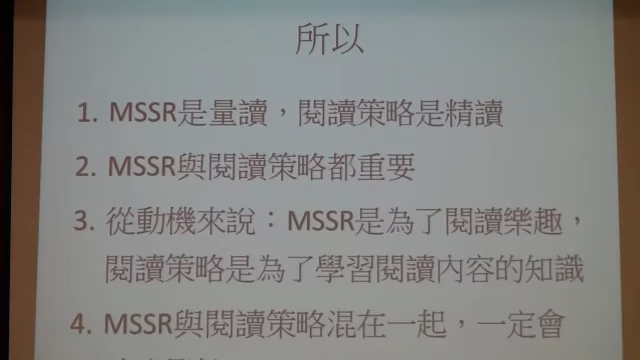 所以
1. MSSR是量讀，閱讀策略是精讀
2. MSSR與閱讀策略都重要
3. 從動機來說：MSSR是為了閱讀樂趣，
閱讀策略是為了學習閱讀內容的知識
4. MSSR與閱讀策略混在一起，一定會